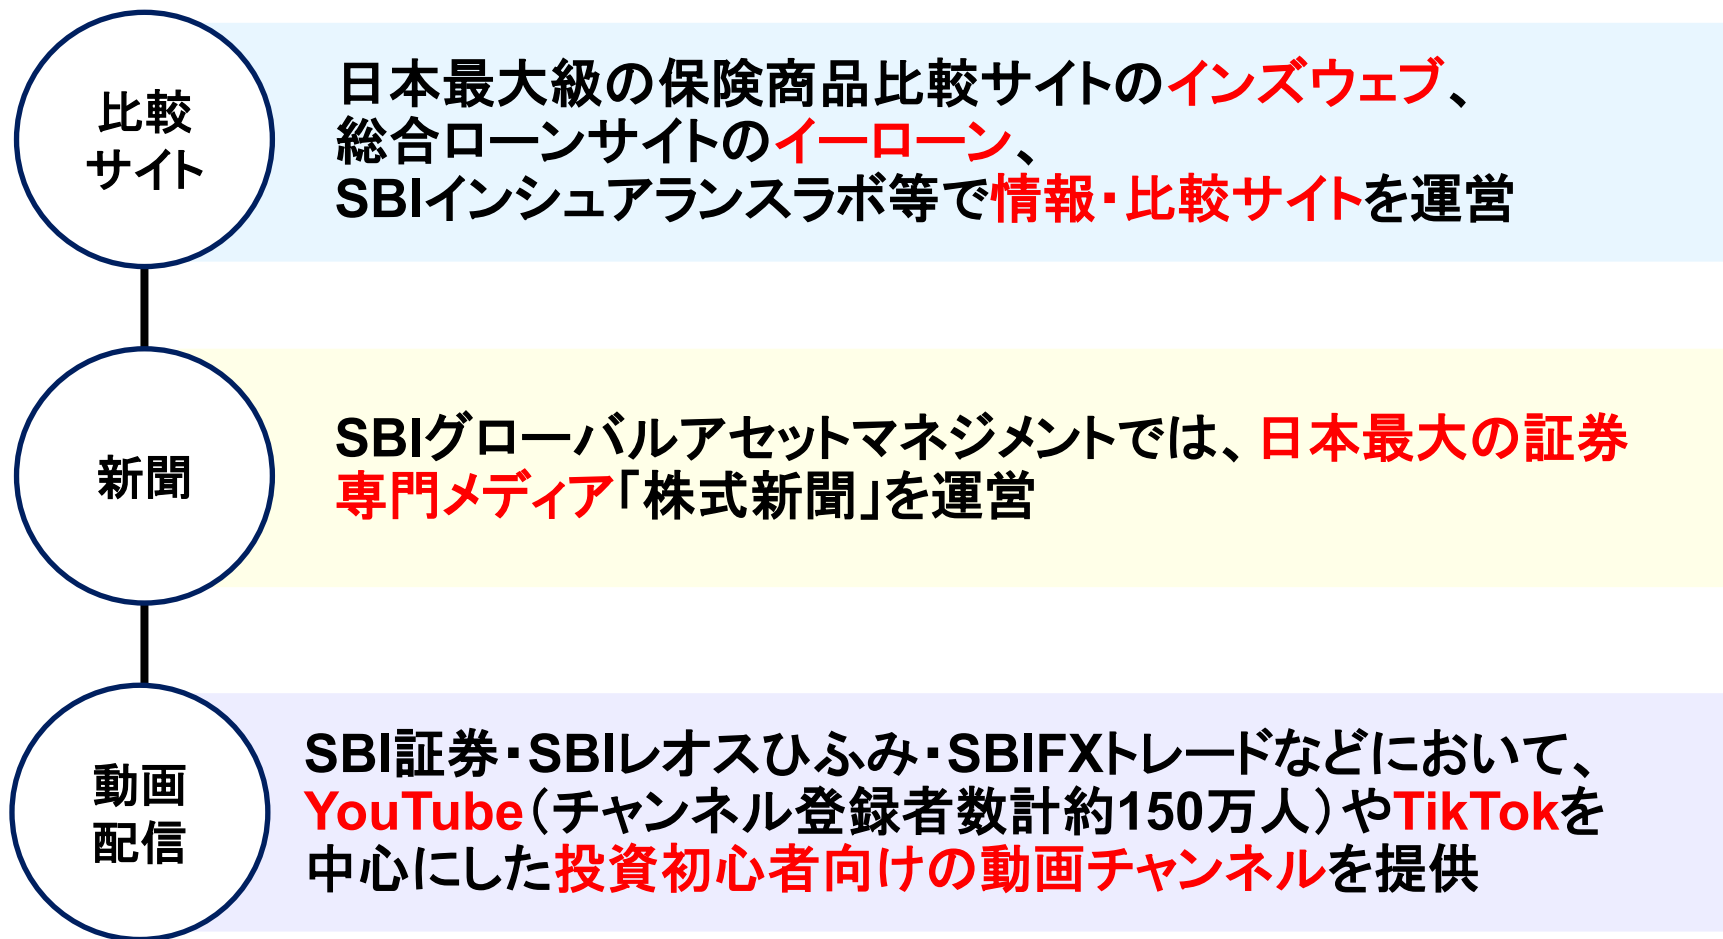 比較
サイト
日本最大級の保険商品比較サイトのインズウェブ、
総合ローンサイトのイーローン、
SBIインシュアランスラボ等で情報・比較サイトを運営
新聞
SBIグローバルアセットマネジメントでは、日本最大の証券
専門メディア「株式新聞」を運営
動画
配信
SBI証券・SBIレオスひふみ・SBIFXトレードなどにおいて、
YouTube（チャンネル登録者数計約150万人）やTikTokを
中心にした投資初心者向けの動画チャンネルを提供